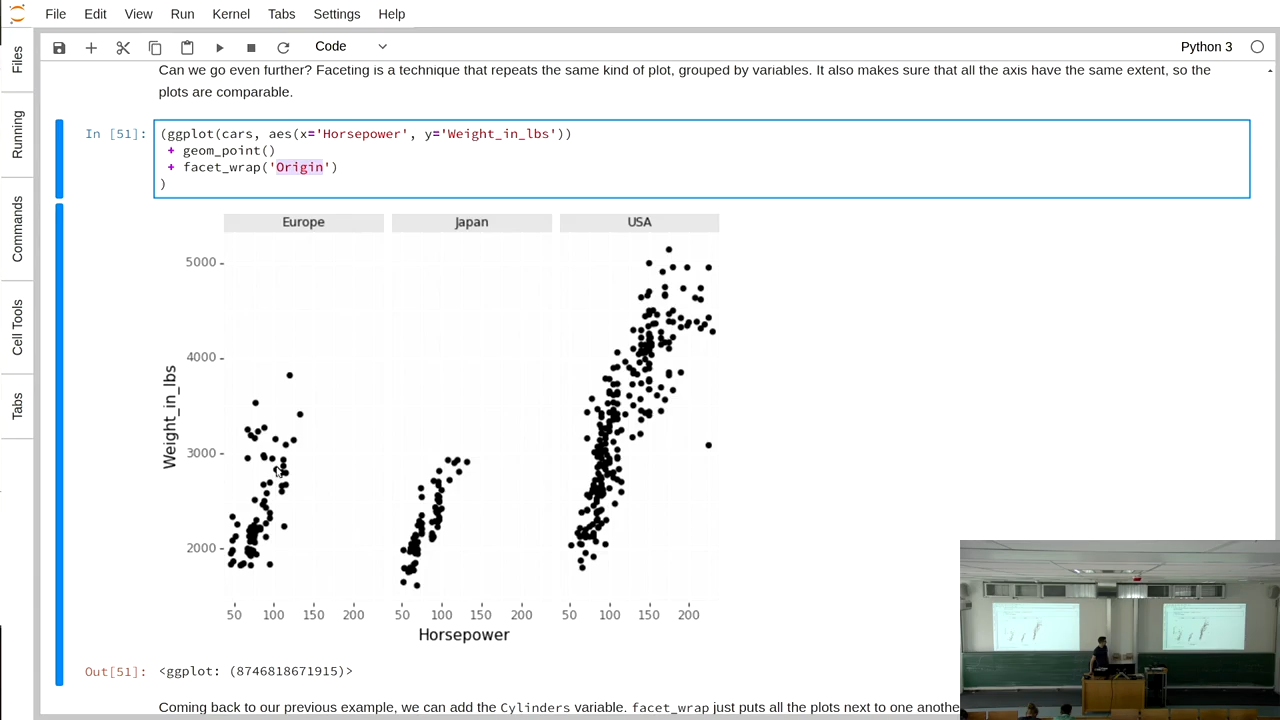 File Edit View Run Kernel Tabs Settings Help
Code
Python 3
Files
Running
Commands
Cell Tools
Tabs
Can we go even further? Faceting is a technique that repeats the same kind of plot, grouped by variables. It also makes sure that all the axis have the same extent, so the
plots are comparable.
In [51]:
(ggplot(cars, aes(x='Horsepower', y='Weight_in_lbs'))
+ geom_point()
+ facet_wrap('Origin')
)
Europe Japan USA
5000
4000
3000
2000
Weight_in_lbs
50 100 150 200 50 100 150 200 50 100 150 200
Horsepower
Out[51]: <ggplot: (8746818671915)>
Coming back to our previous example, we can add the Cylinders variable. facet_wrap just puts all the plots next to one anothe